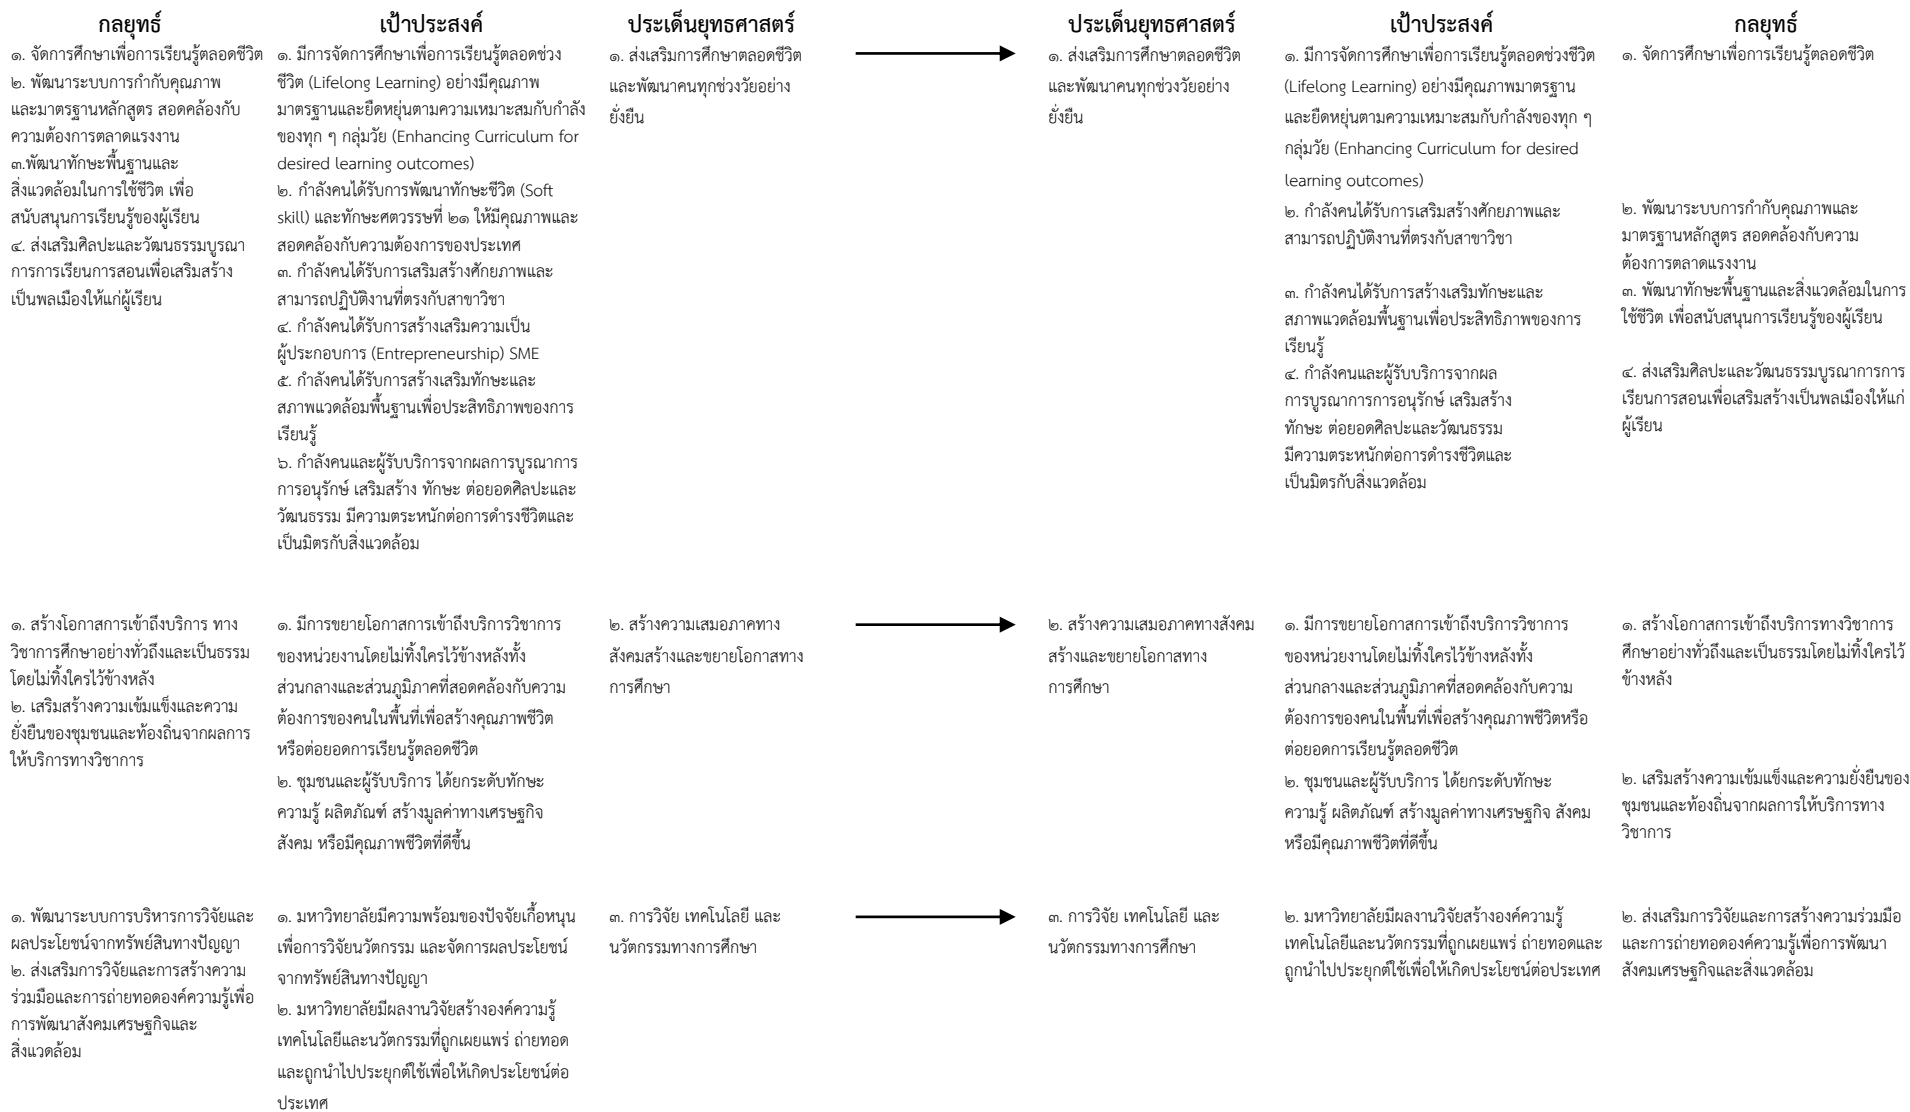 กลยุทธ์
๑. จัดการศึกษาเพื่อการเรียนรู้ตลอดชีวิต
๒. พัฒนาระบบการกำกับคุณภาพ
และมาตรฐานหลักสูตร สอดคล้องกับ
ความต้องการตลาดแรงงาน
๓.พัฒนาทักษะพื้นฐานและ
สิ่งแวดล้อมในการใช้ชีวิต เพื่อ
สนับสนุนการเรียนรู้ของผู้เรียน
๔. ส่งเสริมศิลปะและวัฒนธรรมบูรณา
การการเรียนการสอนเพื่อเสริมสร้าง
เป็นพลเมืองให้แก่ผู้เรียน
เป้าประสงค์
๑. มีการจัดการศึกษาเพื่อการเรียนรู้ตลอดช่วง
ชีวิต (Lifelong Learning) อย่างมีคุณภาพ
มาตรฐานและยืดหยุ่นตามความเหมาะสมกับกำลัง
ของทุก ๆ กลุ่มวัย (Enhancing Curriculum for
desired learning outcomes)
๒. กำลังคนได้รับการพัฒนาทักษะชีวิต (Soft
skill) และทักษะศตวรรษที่ ๒๑ ให้มีคุณภาพและ
สอดคล้องกับความต้องการของประเทศ
๓. กำลังคนได้รับการเสริมสร้างศักยภาพและ
สามารถปฏิบัติงานที่ตรงกับสาขาวิชา
๔. กำลังคนได้รับการสร้างเสริมความเป็น
ผู้ประกอบการ (Entrepreneurship) SME
๕. กำลังคนได้รับการสร้างเสริมทักษะและ
สภาพแวดล้อมพื้นฐานเพื่อประสิทธิภาพของการ
เรียนรู้
๖. กำลังคนและผู้รับบริการจากผลการบูรณาการ
การอนุรักษ์ เสริมสร้าง ทักษะ ต่อยอดศิลปะและ
วัฒนธรรม มีความตระหนักต่อการดำรงชีวิตและ
เป็นมิตรกับสิ่งแวดล้อม
ประเด็นยุทธศาสตร์
๑. ส่งเสริมการศึกษาตลอดชีวิต
และพัฒนาคนทุกช่วงวัยอย่าง
ยั่งยืน
ประเด็นยุทธศาสตร์
๑. ส่งเสริมการศึกษาตลอดชีวิต
และพัฒนาคนทุกช่วงวัยอย่าง
ยั่งยืน
เป้าประสงค์
๑. มีการจัดการศึกษาเพื่อการเรียนรู้ตลอดช่วงชีวิต
(Lifelong Learning) อย่างมีคุณภาพมาตรฐาน
และยืดหยุ่นตามความเหมาะสมกับกำลังของทุก ๆ
กลุ่มวัย (Enhancing Curriculum for desired
learning outcomes)
๒. กำลังคนได้รับการเสริมสร้างศักยภาพและ
สามารถปฏิบัติงานที่ตรงกับสาขาวิชา
๓. กำลังคนได้รับการสร้างเสริมทักษะและ
สภาพแวดล้อมพื้นฐานเพื่อประสิทธิภาพของการ
เรียนรู้
๔. กำลังคนและผู้รับบริการจากผล
การบูรณาการการอนุรักษ์ เสริมสร้าง
ทักษะ ต่อยอดศิลปะและวัฒนธรรม
มีความตระหนักต่อการดำรงชีวิตและ
เป็นมิตรกับสิ่งแวดล้อม
กลยุทธ์
๑. จัดการศึกษาเพื่อการเรียนรู้ตลอดชีวิต
๒. พัฒนาระบบการกำกับคุณภาพและ
มาตรฐานหลักสูตร สอดคล้องกับความ
ต้องการตลาดแรงงาน
๓. พัฒนาทักษะพื้นฐานและสิ่งแวดล้อมในการ
ใช้ชีวิต เพื่อสนับสนุนการเรียนรู้ของผู้เรียน
๔. ส่งเสริมศิลปะและวัฒนธรรมบูรณาการการ
เรียนการสอนเพื่อเสริมสร้างเป็นพลเมืองให้แก่
ผู้เรียน
๑. สร้างโอกาสการเข้าถึงบริการ ทาง
วิชาการศึกษาอย่างทั่วถึงและเป็นธรรม
โดยไม่ทิ้งใครไว้ข้างหลัง
๒. เสริมสร้างความเข้มแข็งและความ
ยั่งยืนของชุมชนและท้องถิ่นจากผลการ
ให้บริการทางวิชาการ
๑. มีการขยายโอกาสการเข้าถึงบริการวิชาการ
ของหน่วยงานโดยไม่ทิ้งใครไว้ข้างหลังทั้ง
ส่วนกลางและส่วนภูมิภาคที่สอดคล้องกับความ
ต้องการของคนในพื้นที่เพื่อสร้างคุณภาพชีวิต
หรือต่อยอดการเรียนรู้ตลอดชีวิต
๒. ชุมชนและผู้รับบริการ ได้ยกระดับทักษะ
ความรู้ ผลิตภัณฑ์ สร้างมูลค่าทางเศรษฐกิจ
สังคม หรือมีคุณภาพชีวิตที่ดีขึ้น
๒. สร้างความเสมอภาคทาง
สังคมสร้างและขยายโอกาสทาง
การศึกษา
๒. สร้างความเสมอภาคทางสังคม
สร้างและขยายโอกาสทาง
การศึกษา
๑. มีการขยายโอกาสการเข้าถึงบริการวิชาการ
ของหน่วยงานโดยไม่ทิ้งใครไว้ข้างหลังทั้ง
ส่วนกลางและส่วนภูมิภาคที่สอดคล้องกับความ
ต้องการของคนในพื้นที่เพื่อสร้างคุณภาพชีวิตหรือ
ต่อยอดการเรียนรู้ตลอดชีวิต
๒. ชุมชนและผู้รับบริการ ได้ยกระดับทักษะ
ความรู้ ผลิตภัณฑ์ สร้างมูลค่าทางเศรษฐกิจ สังคม
หรือมีคุณภาพชีวิตที่ดีขึ้น
๑. สร้างโอกาสการเข้าถึงบริการทางวิชาการ
ศึกษาอย่างทั่วถึงและเป็นธรรมโดยไม่ทิ้งใครไว้
ข้างหลัง
๒. เสริมสร้างความเข้มแข็งและความยั่งยืนของ
ชุมชนและท้องถิ่นจากผลการให้บริการทาง
วิชาการ
๑. พัฒนาระบบการบริหารการวิจัยและ
ผลประโยชน์จากทรัพย์สินทางปัญญา
๒. ส่งเสริมการวิจัยและการสร้างความ
ร่วมมือและการถ่ายทอดองค์ความรู้เพื่อ
การพัฒนาสังคมเศรษฐกิจและ
สิ่งแวดล้อม
๑. มหาวิทยาลัยมีความพร้อมของปัจจัยเกื้อหนุน
เพื่อการวิจัยนวัตกรรม และจัดการผลประโยชน์
จากทรัพย์สินทางปัญญา
๒. มหาวิทยาลัยมีผลงานวิจัยสร้างองค์ความรู้
เทคโนโลยีและนวัตกรรมที่ถูกเผยแพร่ ถ่ายทอด
และถูกนำไปประยุกต์ใช้เพื่อให้เกิดประโยชน์ต่อ
ประเทศ
๓. การวิจัย เทคโนโลยี และ
นวัตกรรมทางการศึกษา
๓. การวิจัย เทคโนโลยี และ
นวัตกรรมทางการศึกษา
๒. มหาวิทยาลัยมีผลงานวิจัยสร้างองค์ความรู้
เทคโนโลยีและนวัตกรรมที่ถูกเผยแพร่ ถ่ายทอดและ
ถูกนำไปประยุกต์ใช้เพื่อให้เกิดประโยชน์ต่อประเทศ
๒. ส่งเสริมการวิจัยและการสร้างความร่วมมือ
และการถ่ายทอดองค์ความรู้เพื่อการพัฒนา
สังคมเศรษฐกิจและสิ่งแวดล้อม